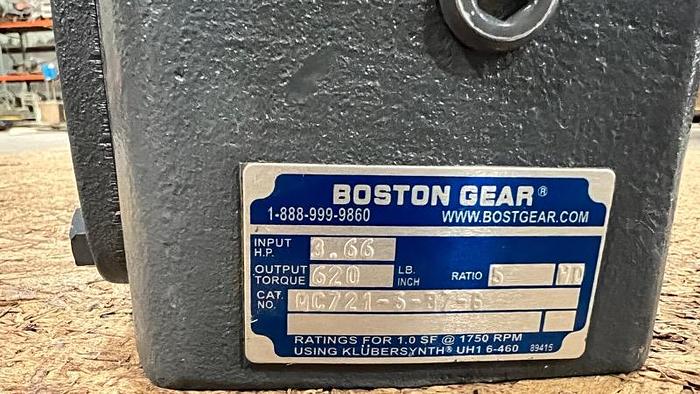 BOSTON GEAR®
1-888-999-9860 WWW.BOSTGEAR.COM
INPUT H.P. 3.66
OUTPUT TORQUE 620 LB. INCH RATIO 5
CAT. NO.
RATINGS FOR 1.0 SF @ 1750 RPM
USING KLÜBERSYNTH® UH1 6-460 89415